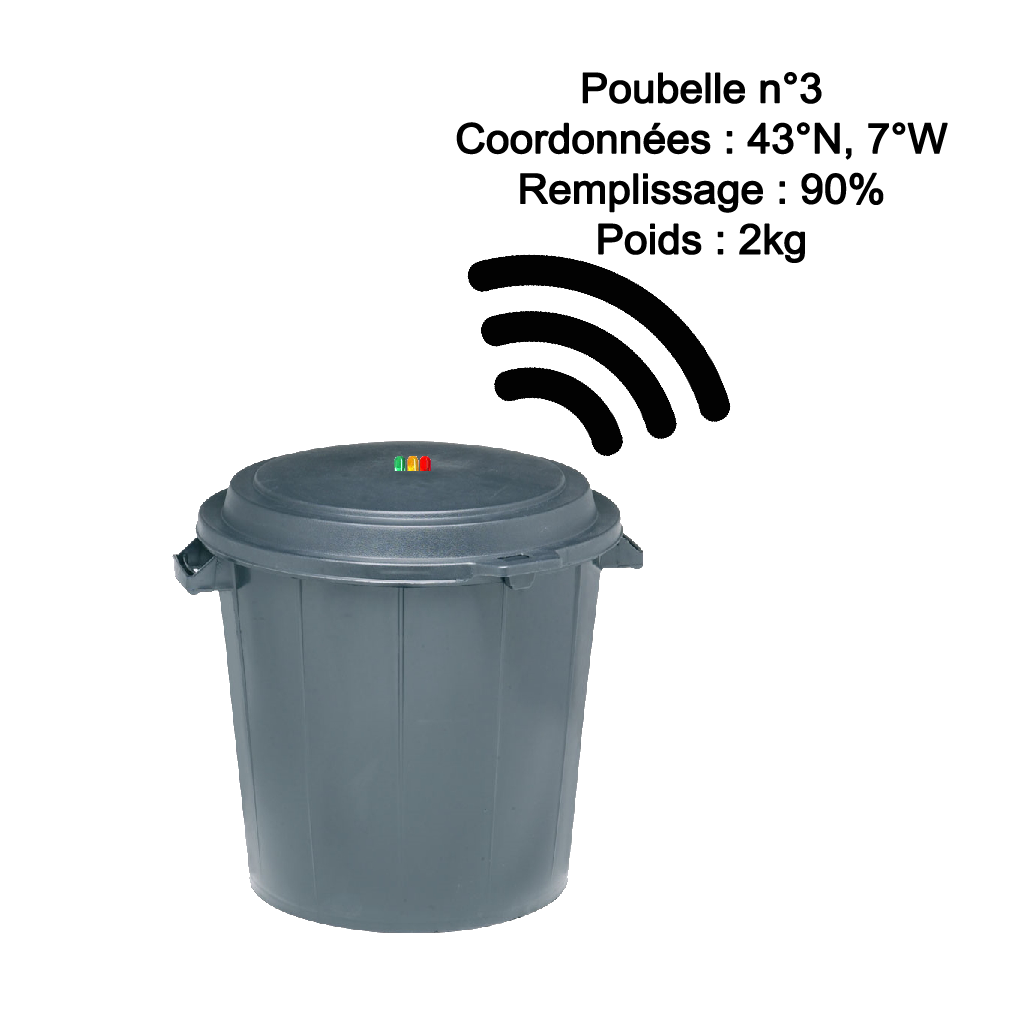 Poubelle n°3
Coordonnées : 43°N, 7°W
Remplissage : 90%
Poids : 2kg